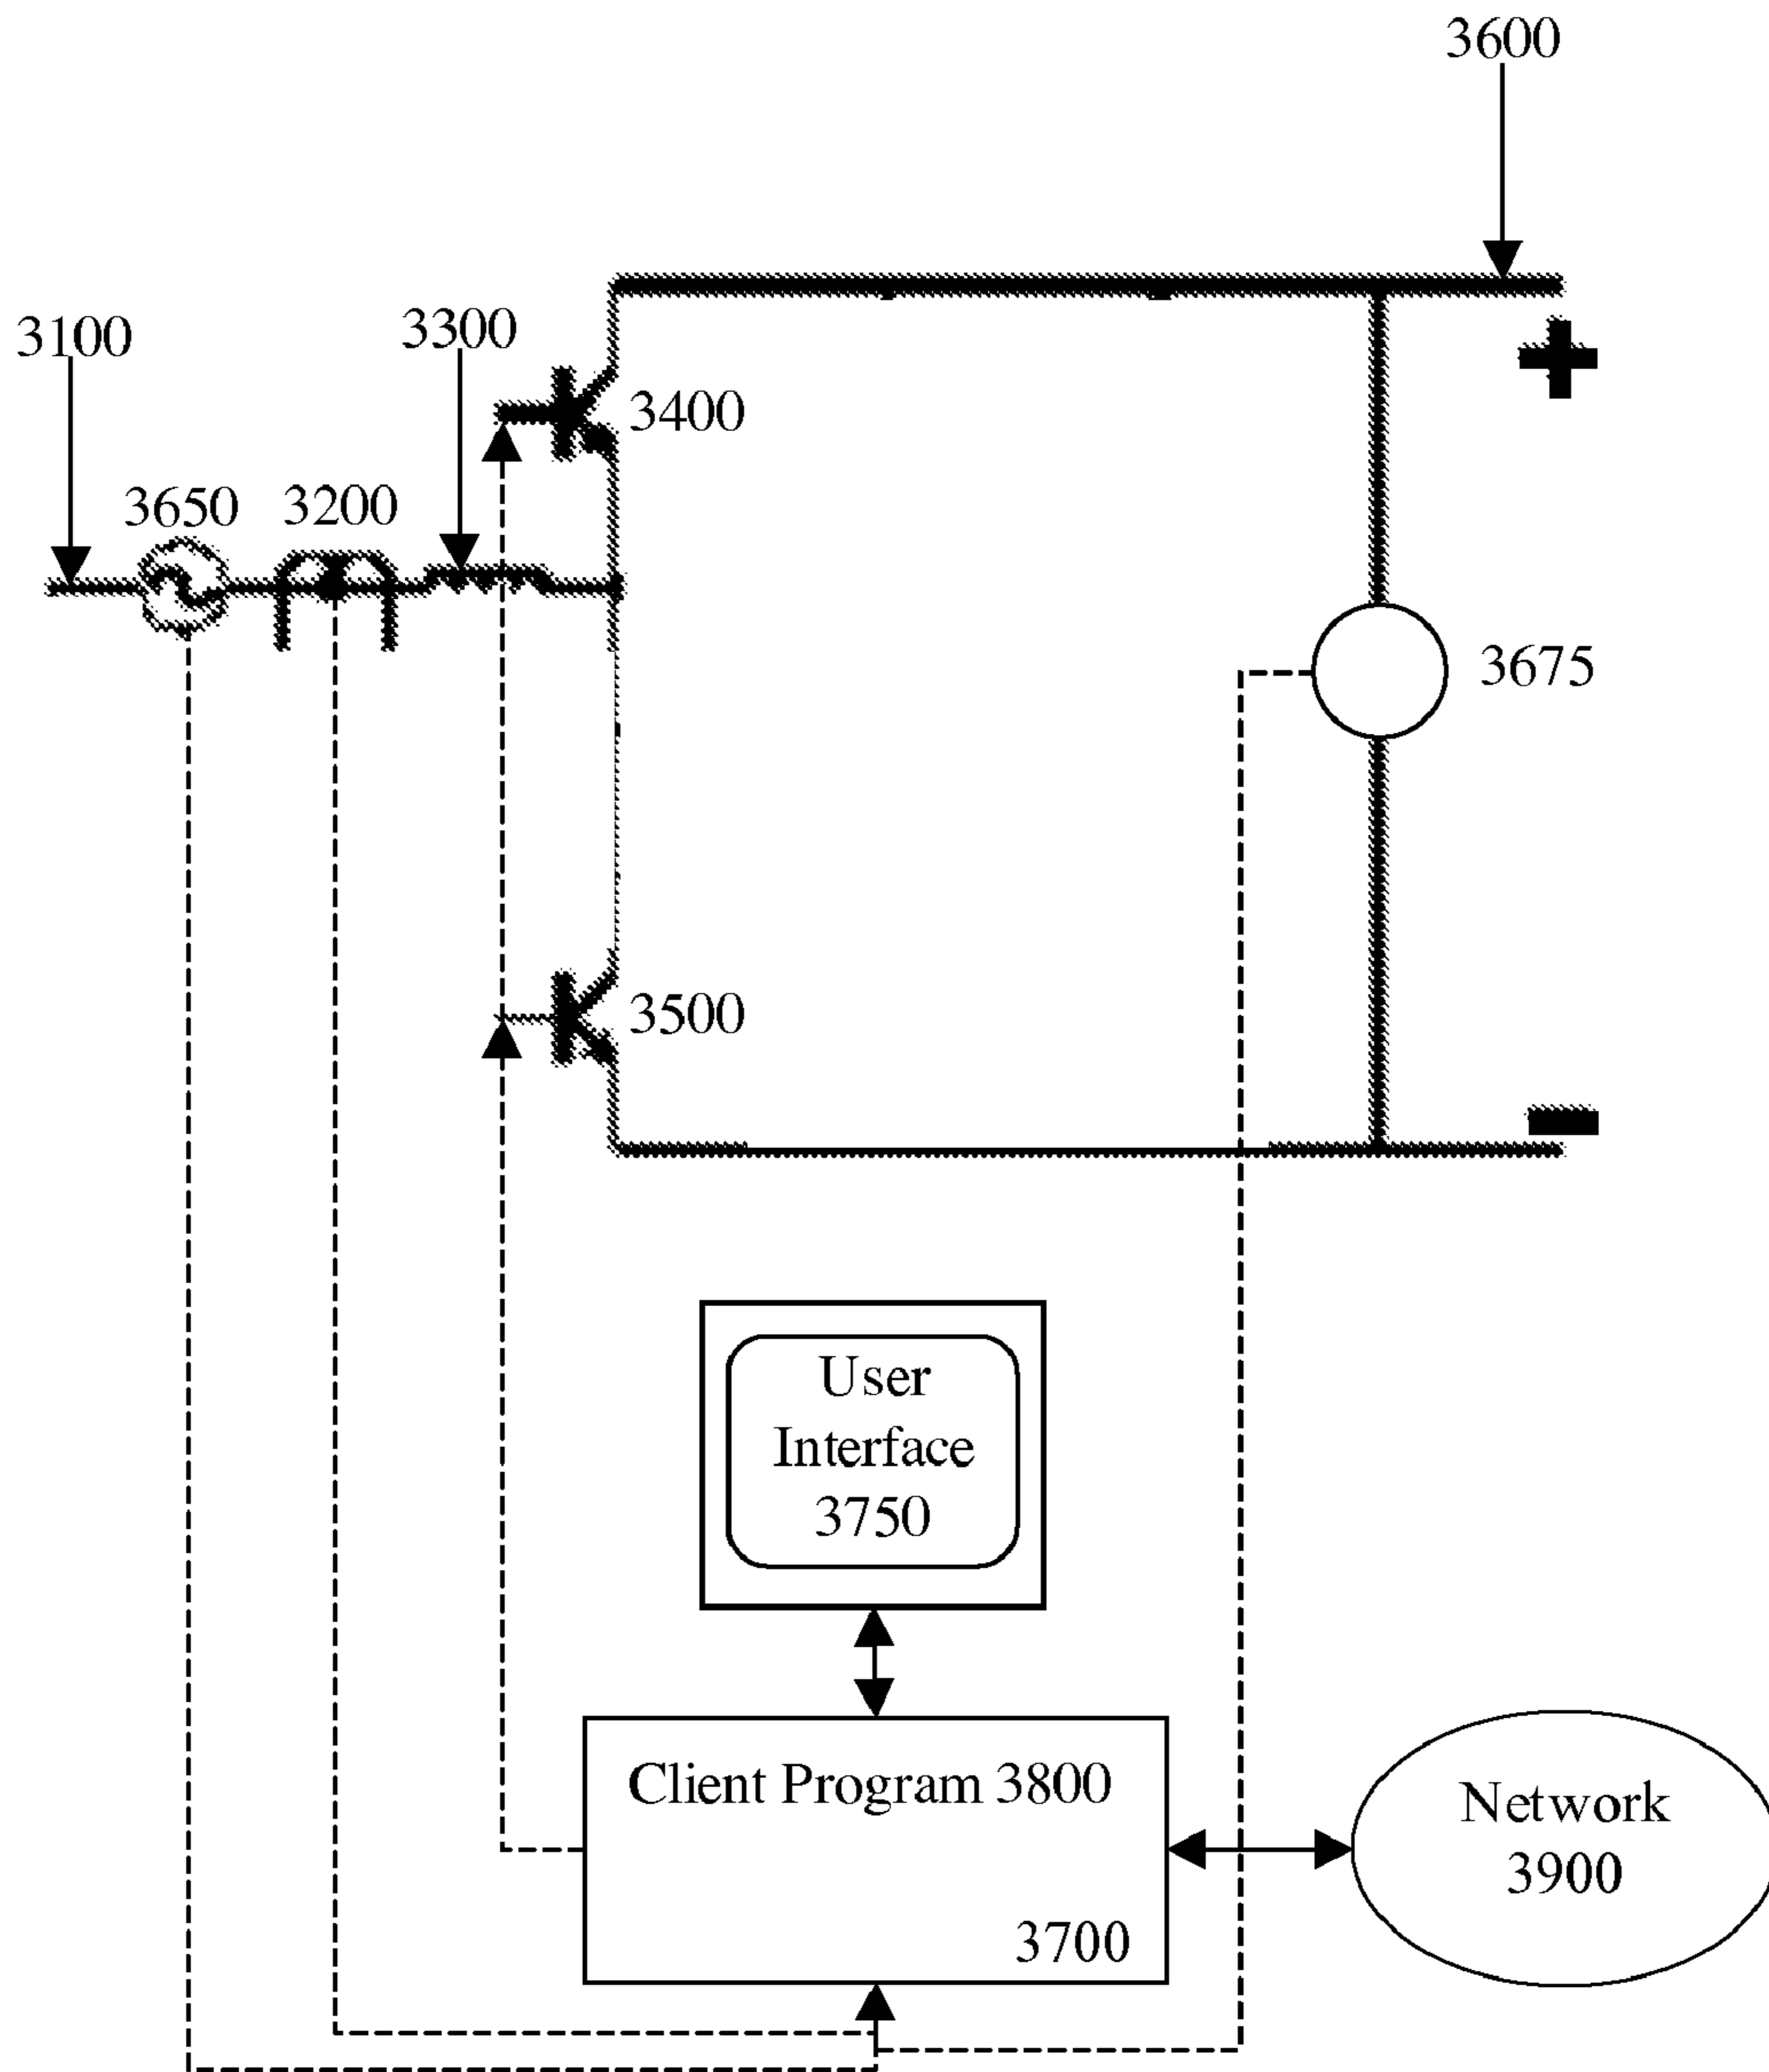 3600
3100
3300
3400
3650
3200
3675
3500
User
Interface
3750
Client Program 3800
3700
Network
3900